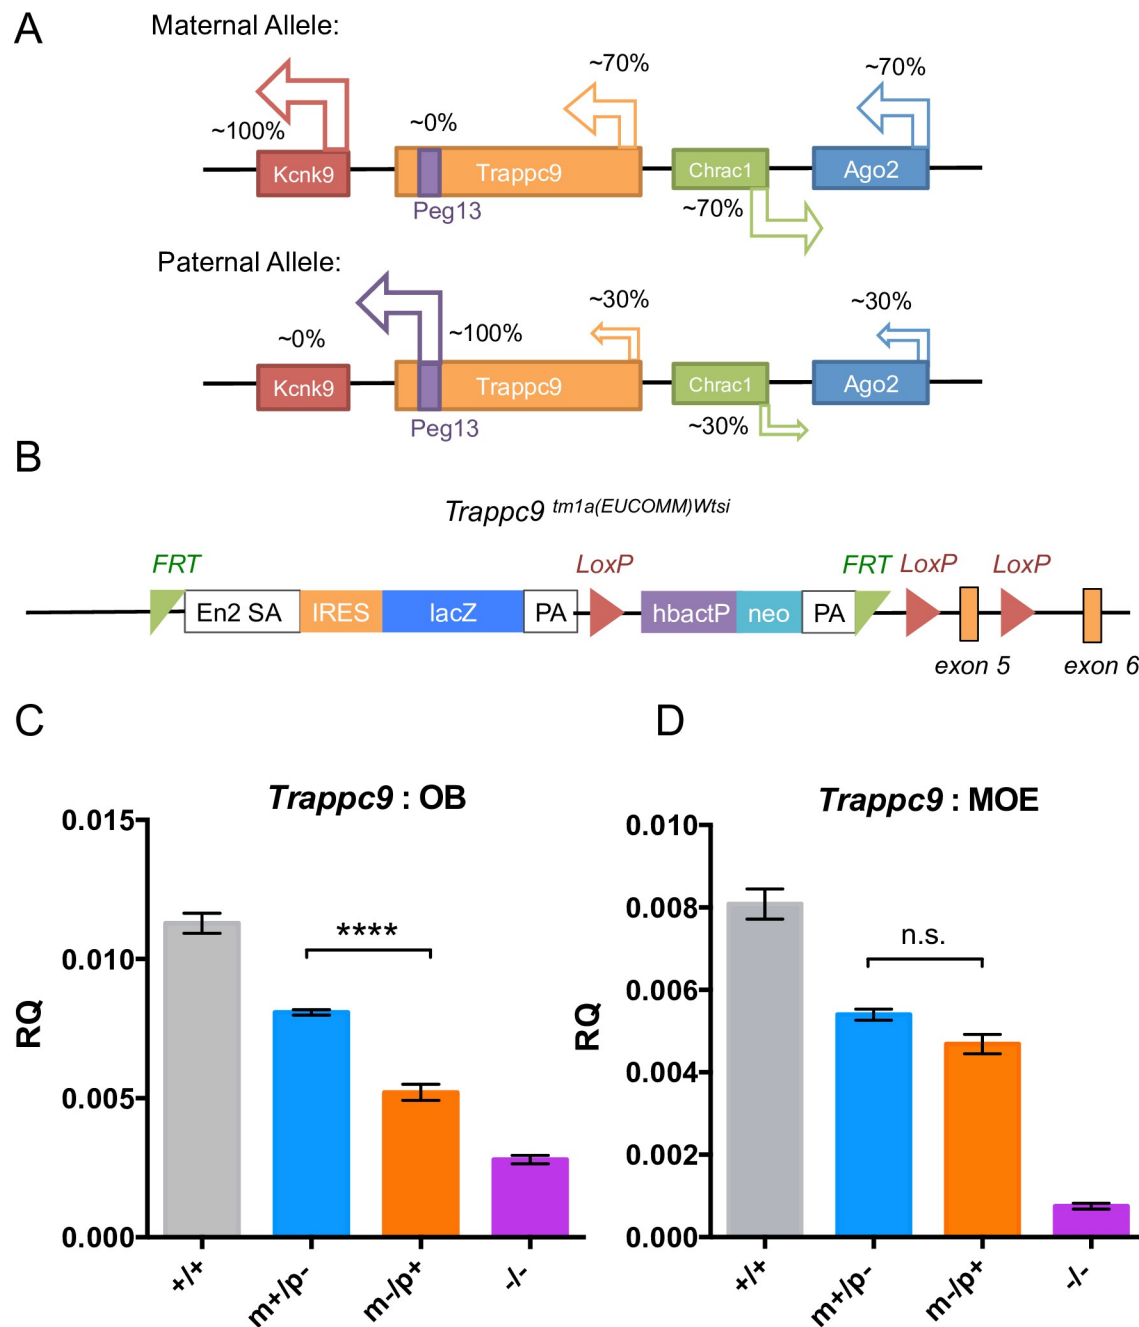 A
Maternal Allele:
~100%
~0%
~70%
~70%
Kcnk9
Trappc9
Chrac1
Ago2
Peg13
~70%
Paternal Allele:
~0%
~100%
~30%
~30%
Kcnk9
Trappc9
Chrac1
Ago2
Peg13
~30%
B
Trappc9 tm1a(EUCOMM)Wtsi
FRT
LoxP
FRT
LoxP
LoxP
En2 SA
IRES
lacZ
PA
hbactP
neo
PA
exon 5
exon 6
C
Trappc9 : OB
RQ
0.015
0.010
0.005
0.000
****
+/+
m+/p-
m-/p+
-/-
D
Trappc9 : MOE
RQ
0.010
0.008
0.006
0.004
0.002
0.000
n.s.
+/+
m+/p-
m-/p+
-/-